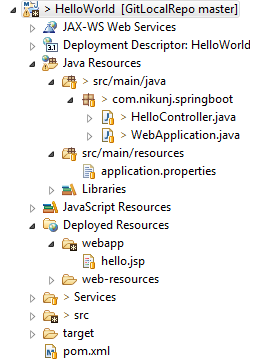 > HelloWorld [GitLocalRepo master]
JAX-WS Web Services
Deployment Descriptor: HelloWorld
> Java Resources
> src/main/java
> com.nikunj.springboot
> HelloController.java
> WebApplication.java
src/main/resources
application.properties
Libraries
JavaScript Resources
Deployed Resources
webapp
hello.jsp
web-resources
> Services
> src
target
pom.xml